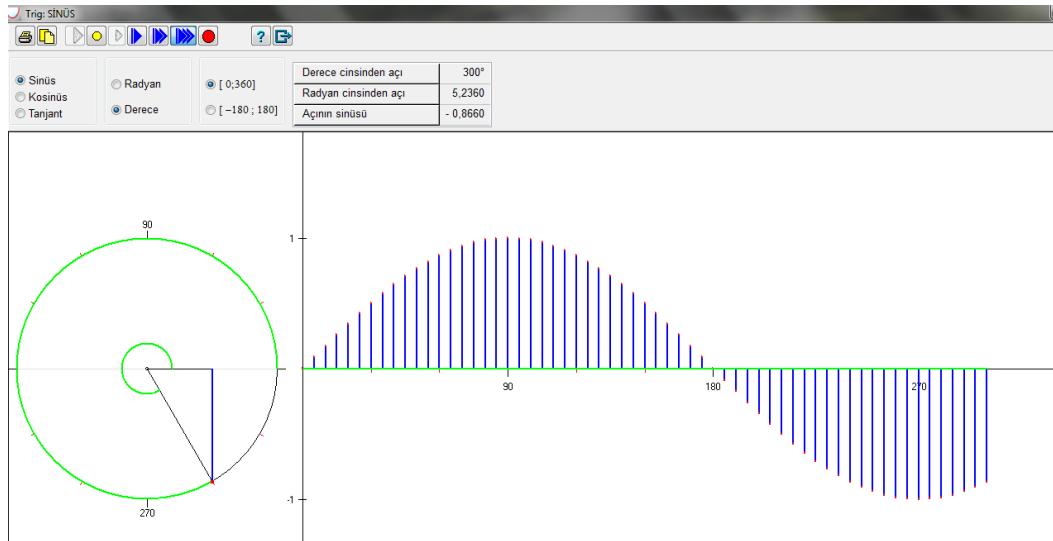 Trig: SİNÜS
?
Sinüs
Kosinüs
Tanjant
Radyan
Derece
[ 0;360]
[ −180 ; 180]
Derece cinsinden açı 300°
Radyan cinsinden açı 5,2360
Açının sinüsü - 0,8660
90
270
1
-1
90
180
270